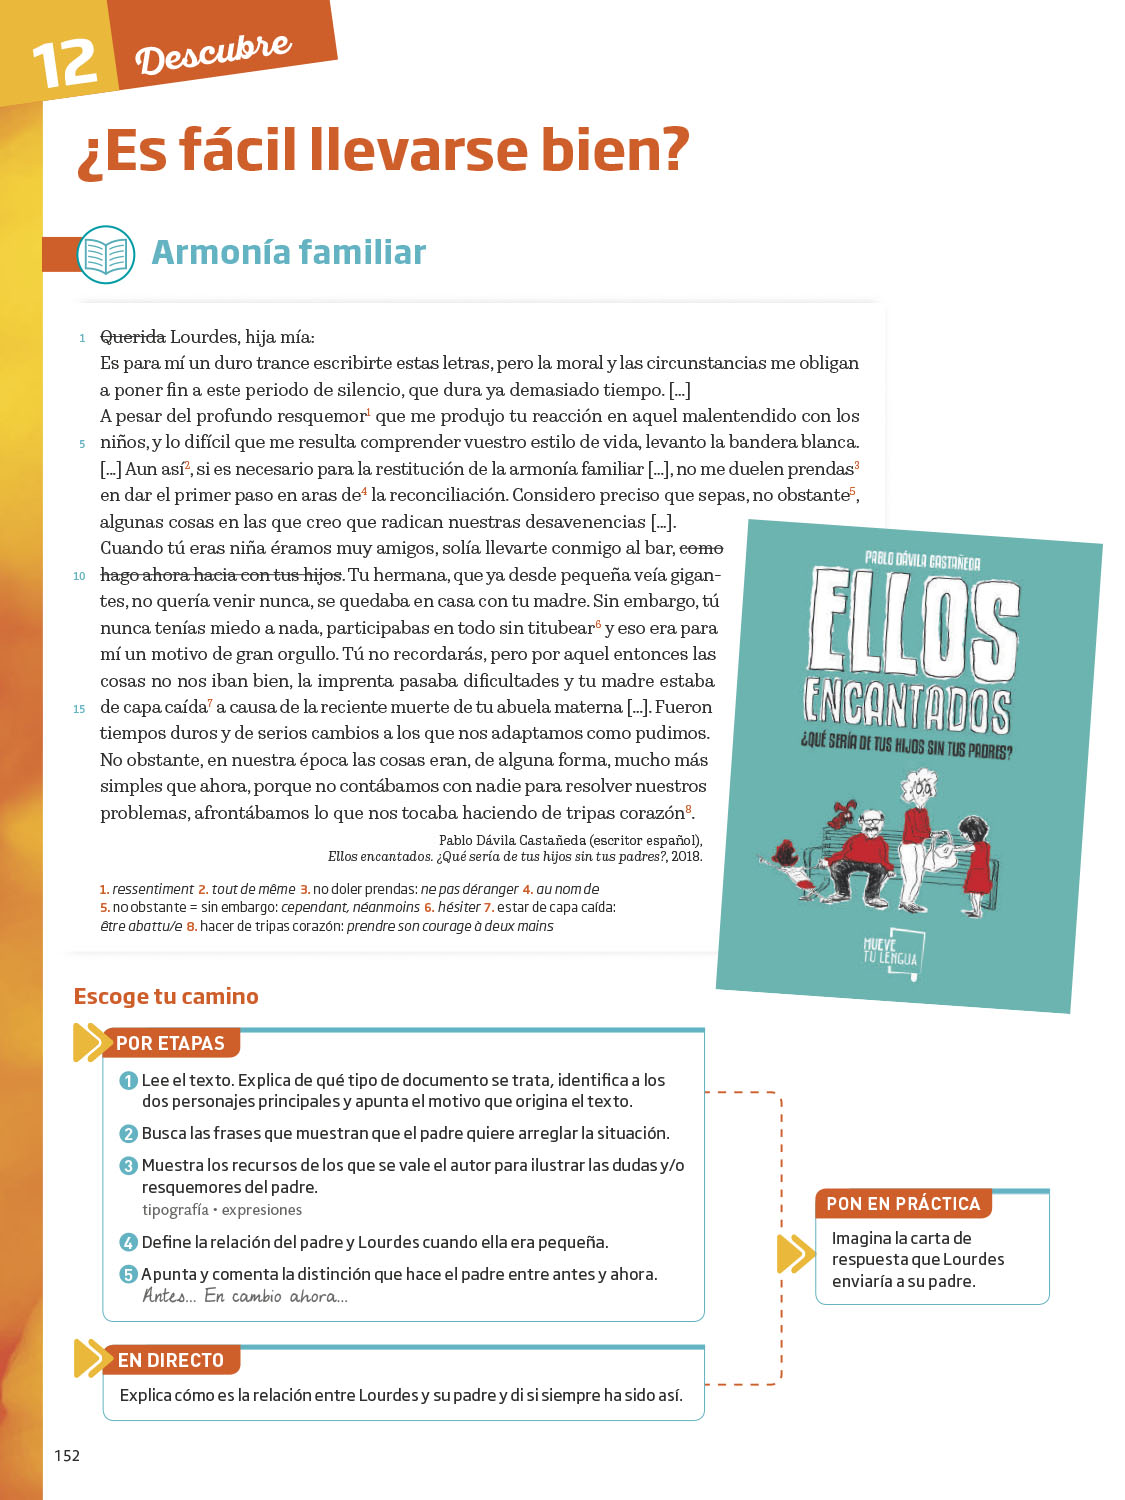 12 Descubre
¿Es fácil llevarse bien?
Armonía familiar
1 Querida Lourdes, hija mía:
Es para mí un duro trance escribirte estas letras, pero la moral y las circunstancias me obligan
a poner fin a este periodo de silencio, que dura ya demasiado tiempo. [...]
A pesar del profundo resquemor1 que me produjo tu reacción en aquel malentendido con los
5 niños, y lo difícil que me resulta comprender vuestro estilo de vida, levanto la bandera blanca.
[...] Aun así2, si es necesario para la restitución de la armonía familiar [...], no me duelen prendas3
en dar el primer paso en aras de4 la reconciliación. Considero preciso que sepas, no obstante5,
algunas cosas en las que creo que radican nuestras desavenencias [...].
Cuando tú eras niña éramos muy amigos, solía llevarte conmigo al bar, como
10 hago ahora hacia con tus hijos. Tu hermana, que ya desde pequeña veía gigan-
tes, no quería venir nunca, se quedaba en casa con tu madre. Sin embargo, tú
nunca tenías miedo a nada, participabas en todo sin titubear6 y eso era para
mí un motivo de gran orgullo. Tú no recordarás, pero por aquel entonces las
cosas no nos iban bien, la imprenta pasaba dificultades y tu madre estaba
15 de capa caída7 a causa de la reciente muerte de tu abuela materna [...]. Fueron
tiempos duros y de serios cambios a los que nos adaptamos como pudimos.
No obstante, en nuestra época las cosas eran, de alguna forma, mucho más
simples que ahora, porque no contábamos con nadie para resolver nuestros
problemas, afrontábamos lo que nos tocaba haciendo de tripas corazón8.
Pablo Dávila Castañeda (escritor español),
Ellos encantados. ¿Qué sería de tus hijos sin tus padres?, 2018.
1. ressentiment 2. tout de même 3. no doler prendas: ne pas déranger 4. au nom de
5. no obstante = sin embargo: cependant, néanmoins 6. hésiter 7. estar de capa caída:
être abattu/e 8. hacer de tripas corazón: prendre son courage à deux mains
PABLO DÁVILA CASTAÑEDA
ELLOS
ENCANTADOS
¿QUÉ SERÍA DE TUS HIJOS SIN TUS PADRES?
MUEVE
TU LENGUA
Escoge tu camino
POR ETAPAS
1 Lee el texto. Explica de qué tipo de documento se trata, identifica a los
dos personajes principales y apunta el motivo que origina el texto.
2 Busca las frases que muestran que el padre quiere arreglar la situación.
3 Muestra los recursos de los que se vale el autor para ilustrar las dudas y/o
resquemores del padre.
tipografía • expresiones
4 Define la relación del padre y Lourdes cuando ella era pequeña.
5 Apunta y comenta la distinción que hace el padre entre antes y ahora.
Antes... En cambio ahora...
EN DIRECTO
Explica cómo es la relación entre Lourdes y su padre y di si siempre ha sido así.
PON EN PRÁCTICA
Imagina la carta de
respuesta que Lourdes
enviaría a su padre.
152